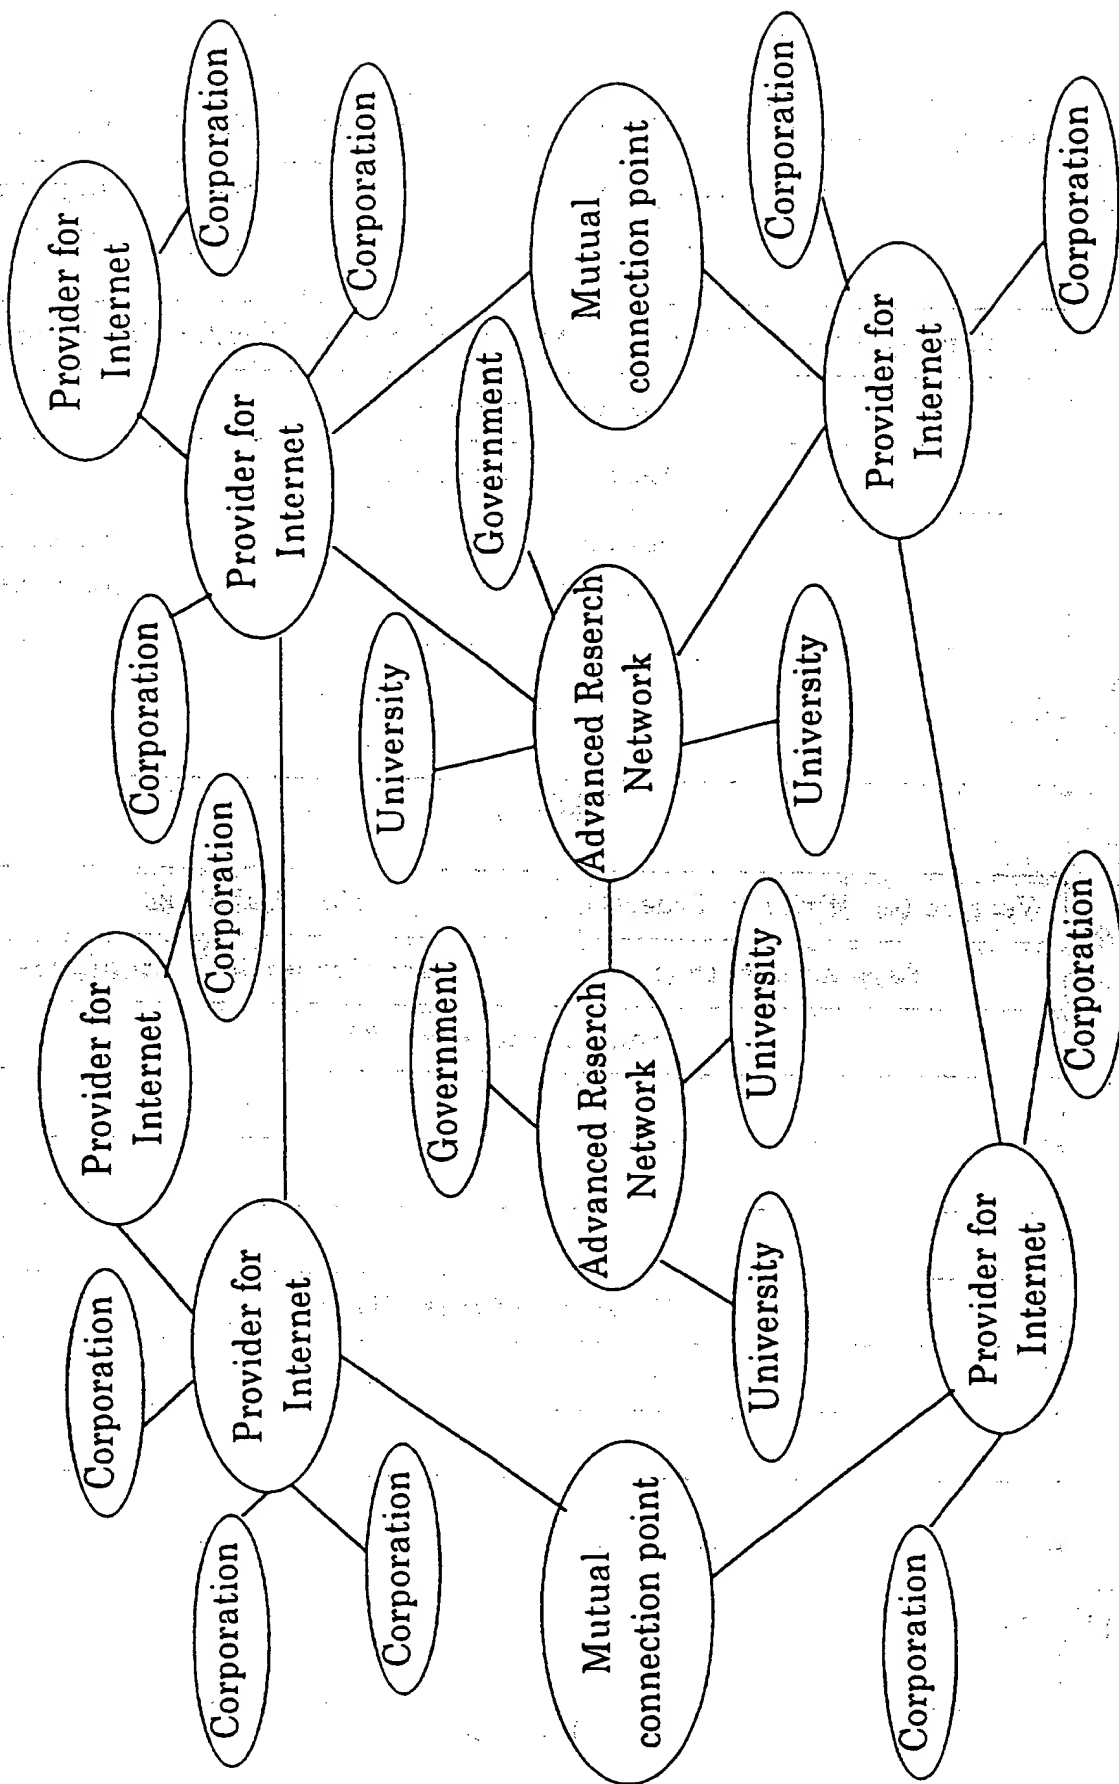 Corporation
Provider for
Internet
Corporation
Provider for
Internet
Corporation
Provider for
Internet
Corporation
Provider for
Internet
Corporation
Corporation
Government
University
Government
Corporation
Mutual
connection point
Advanced Reserch
Network
Advanced Reserch
Network
Mutual
connection point
University
University
University
Corporation
Corporation
Provider for
Internet
Provider for
Internet
Corporation
Corporation